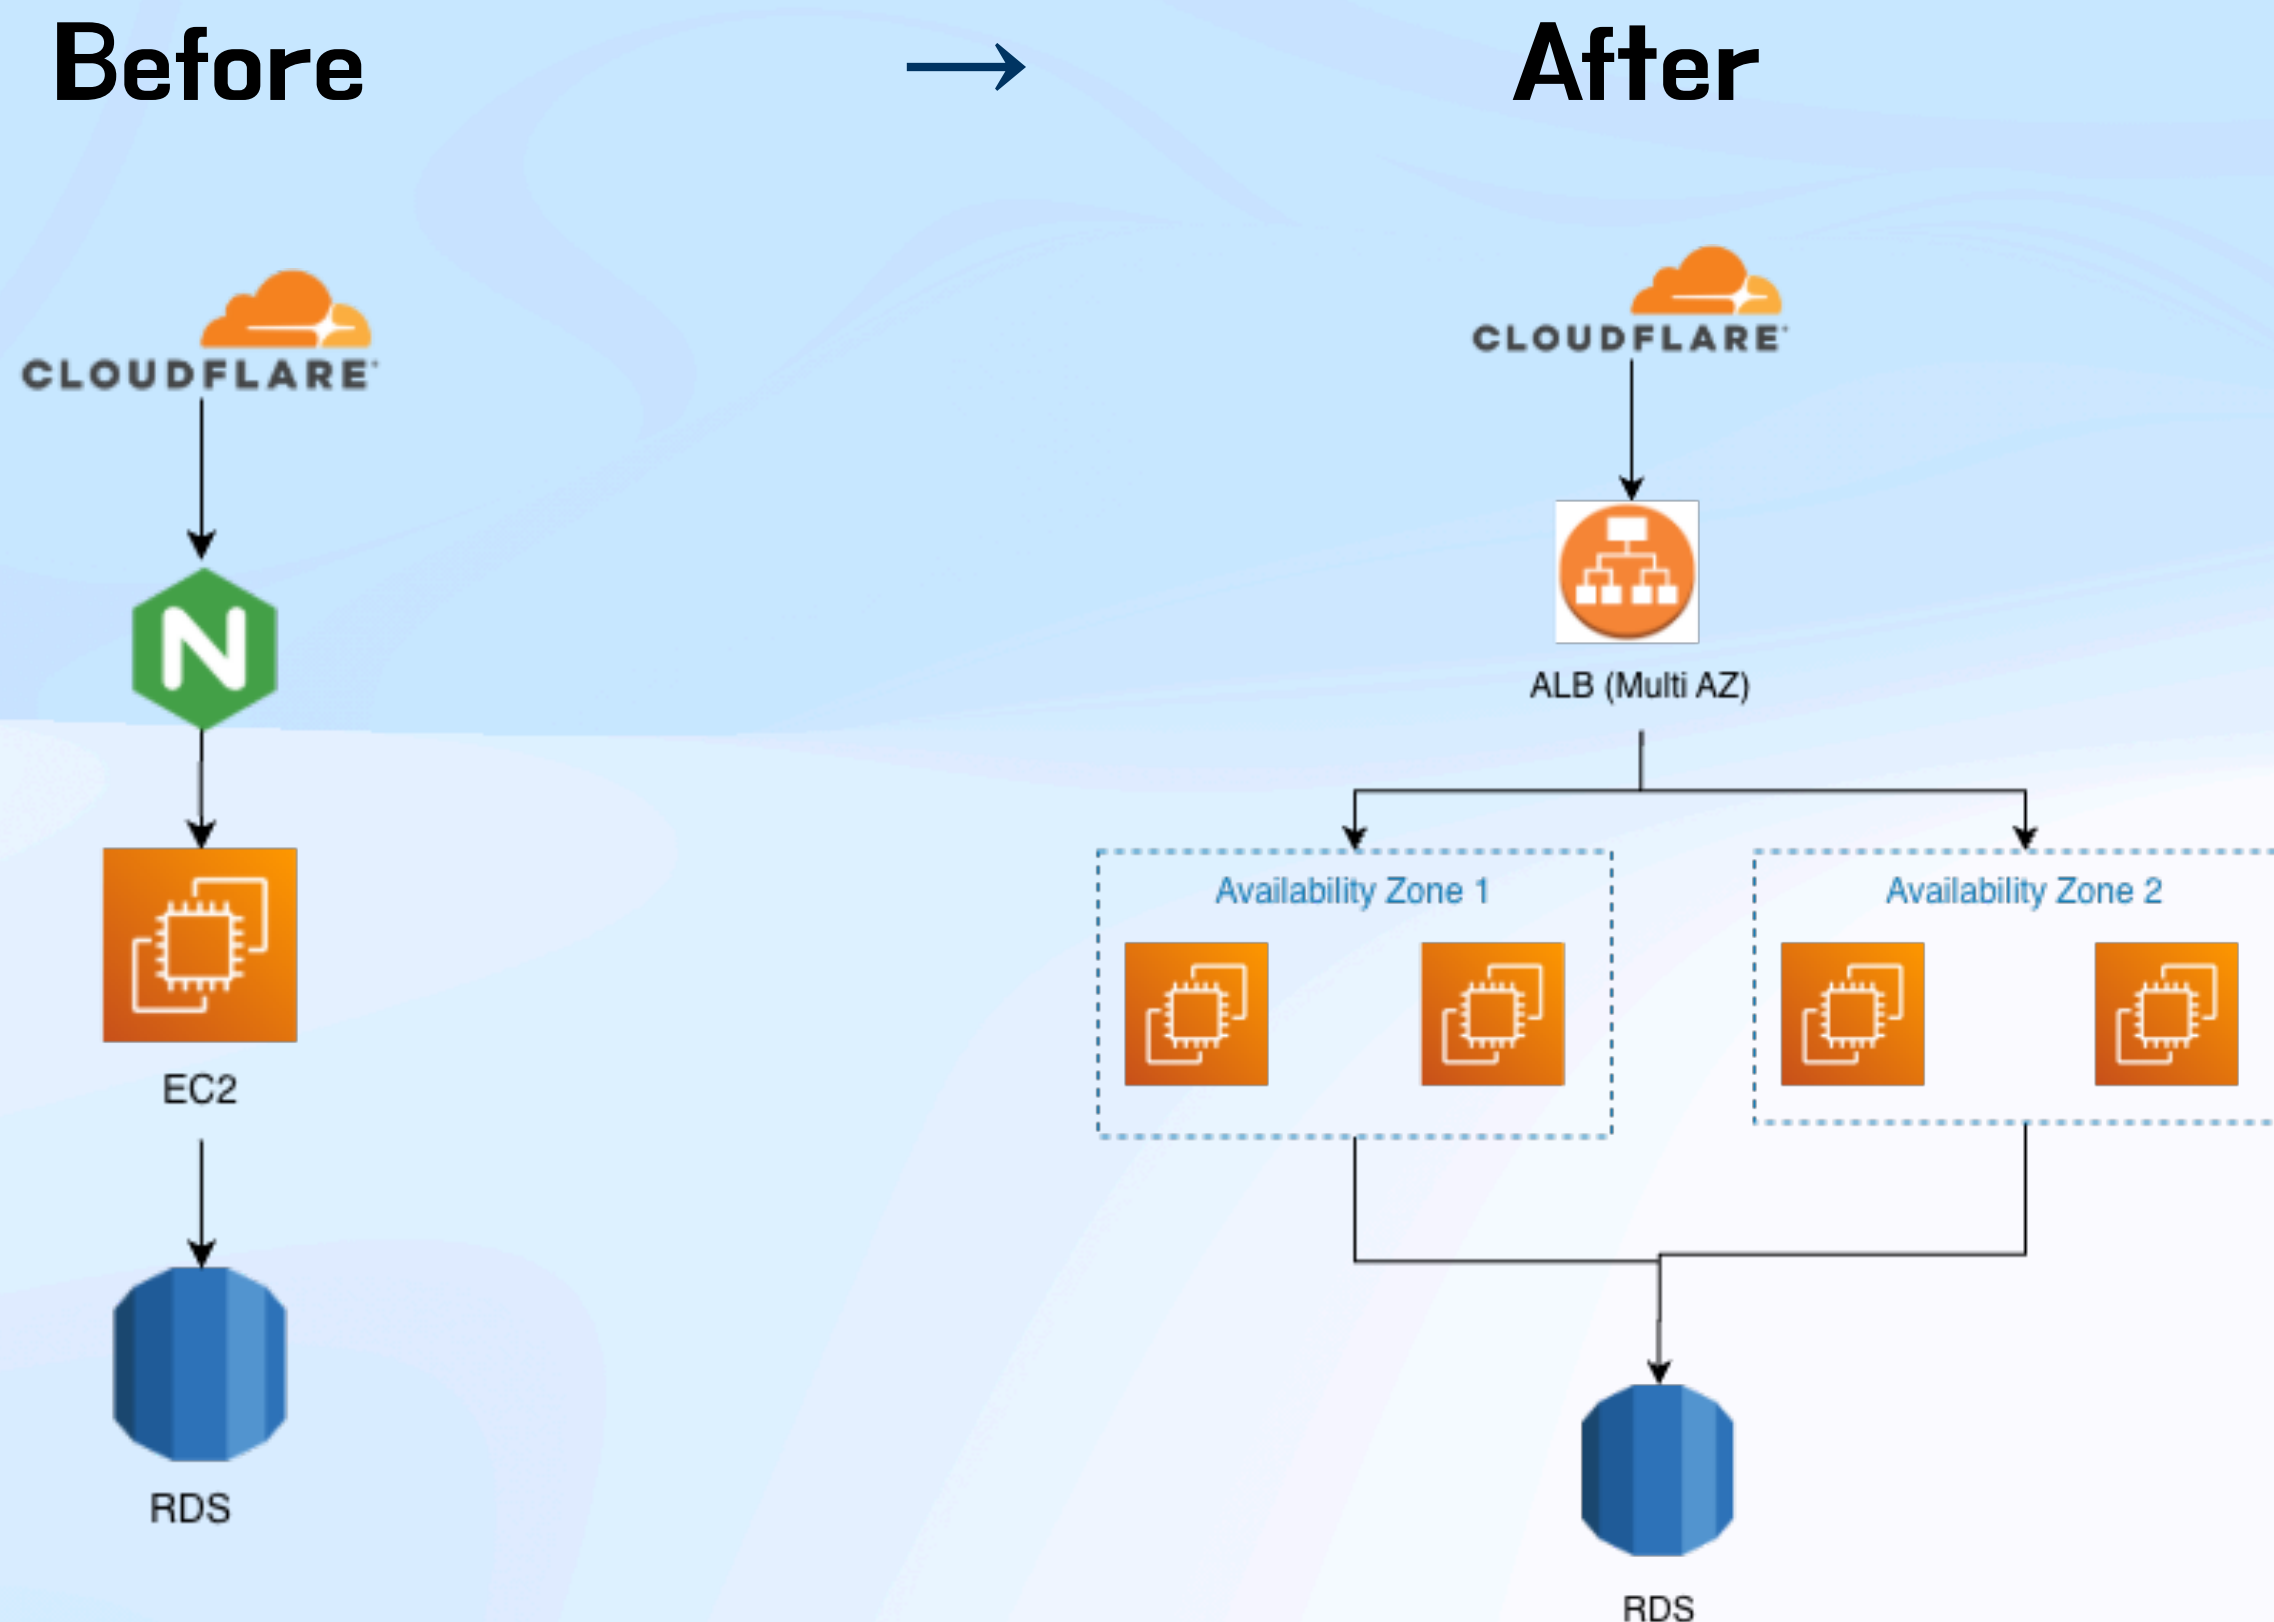 Before
After
CLOUDFLARE
EC2
RDS
CLOUDFLARE
ALB (Multi AZ)
Availability Zone 1
Availability Zone 2
RDS